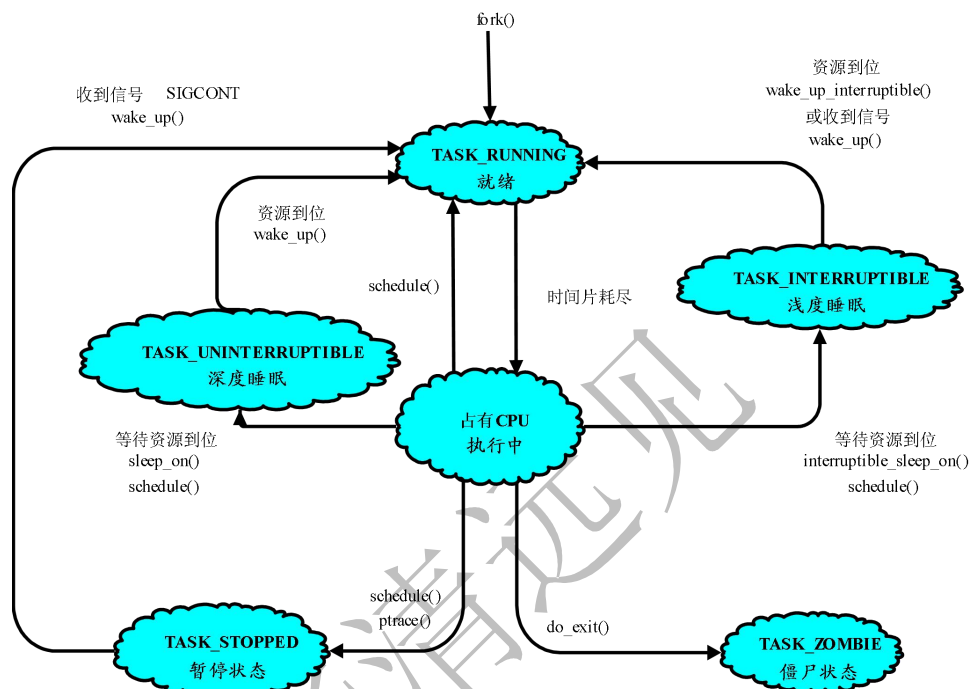 fork()
收到信号 SIGCONT
wake_up()
资源到位
wake_up_interruptible()
或收到信号
wake_up()
TASK_RUNNING
就绪
资源到位
wake_up()
schedule()
时间片耗尽
TASK_INTERRUPTIBLE
浅度睡眠
TASK_UNINTERRUPTIBLE
深度睡眠
占有CPU
执行中
等待资源到位
sleep_on()
schedule()
等待资源到位
interruptible_sleep_on()
schedule()
schedule()
ptrace()
do_exit()
TASK_STOPPED
暂停状态
TASK_ZOMBIE
僵尸状态
清远见